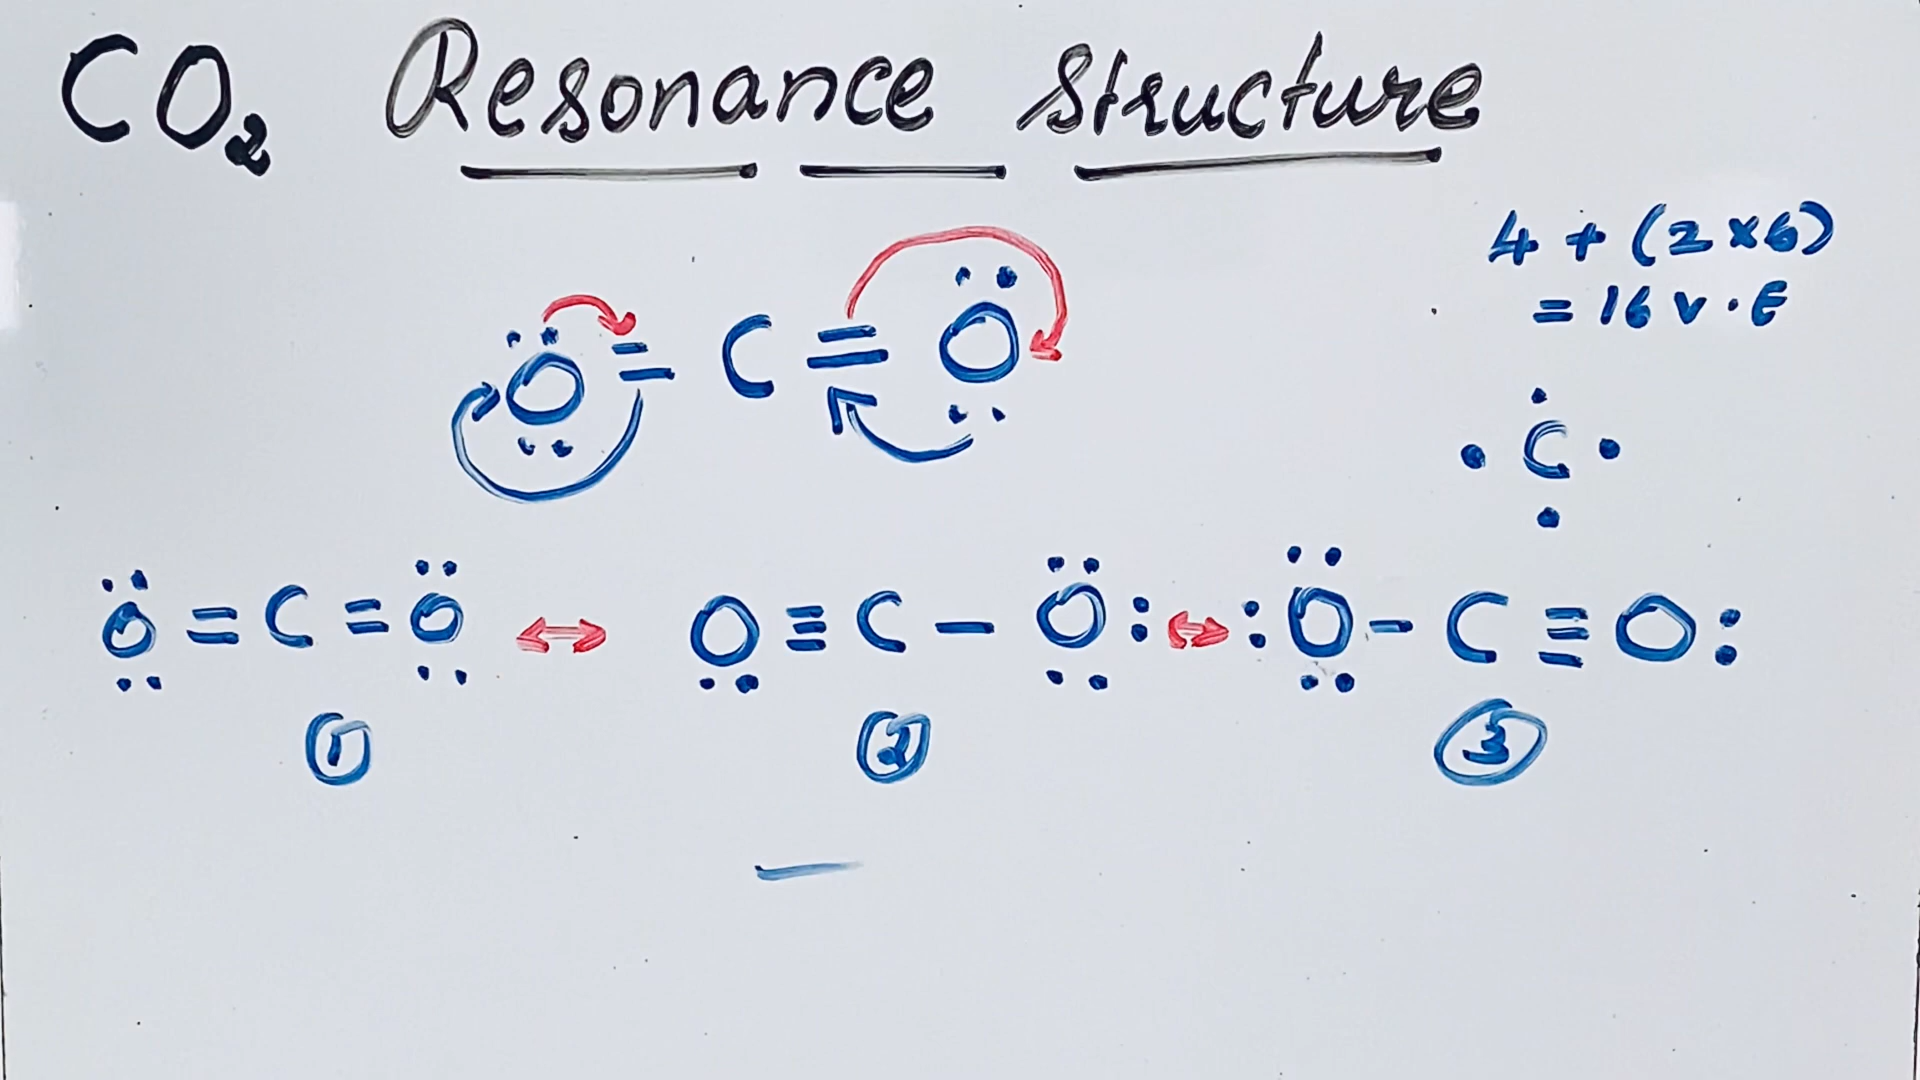 CO₂ Resonance Structure
4 + (2×6)
= 16 v.E
O = C = O
C
O = C = O ↔ O ≡ C – O ↔ O – C ≡ O
① ② ③